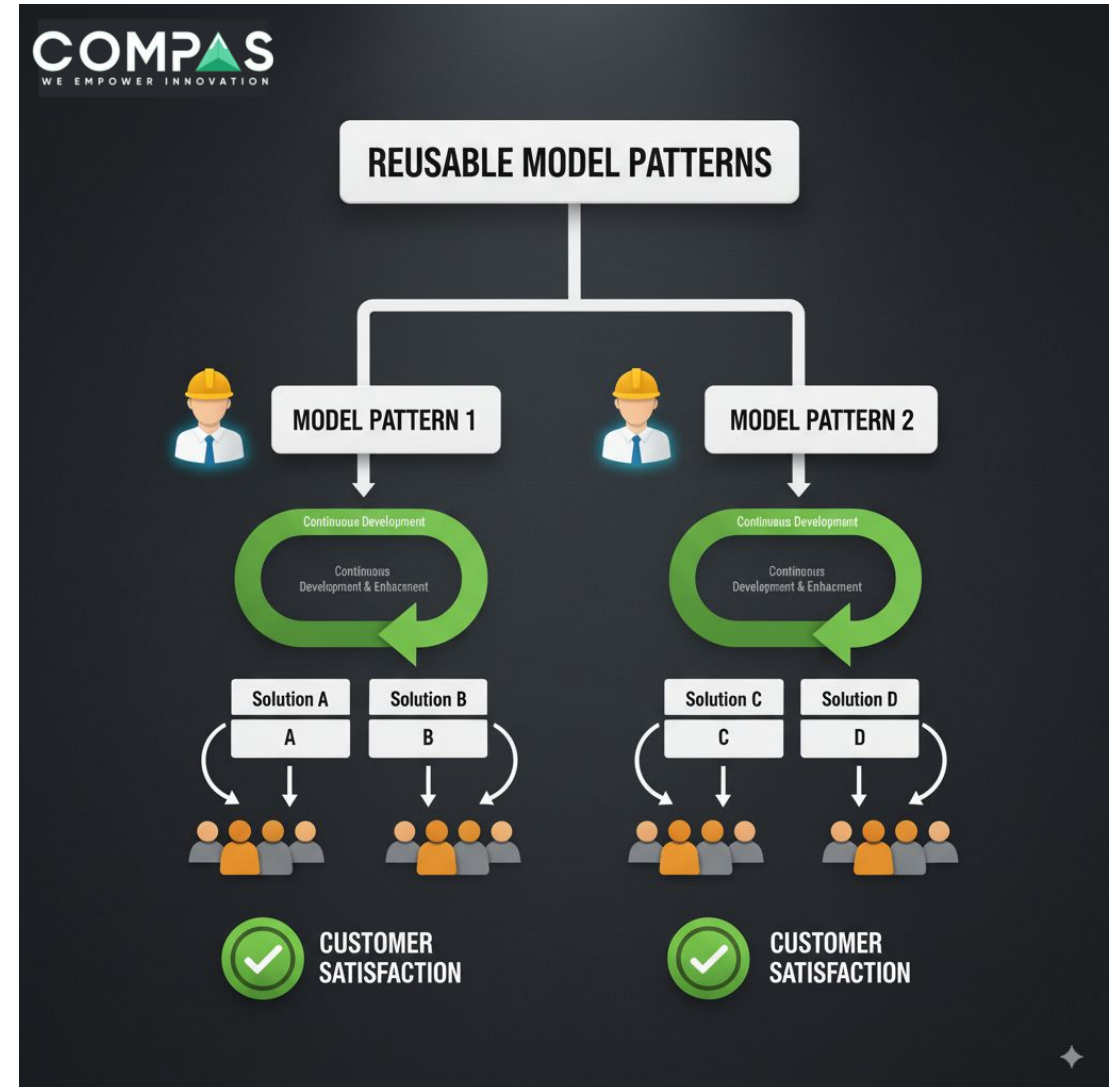 COMPAS
WE EMPOWER INNOVATION
REUSABLE MODEL PATTERNS
MODEL PATTERN 1
MODEL PATTERN 2
Continuoue Development
Continuous
Development & Enhacment
Continuous Development
Continuous
Development & Enhacment
Solution A
Solution B
A
B
Solution C
Solution D
C
D
CUSTOMER
SATISFACTION
CUSTOMER
SATISFACTION